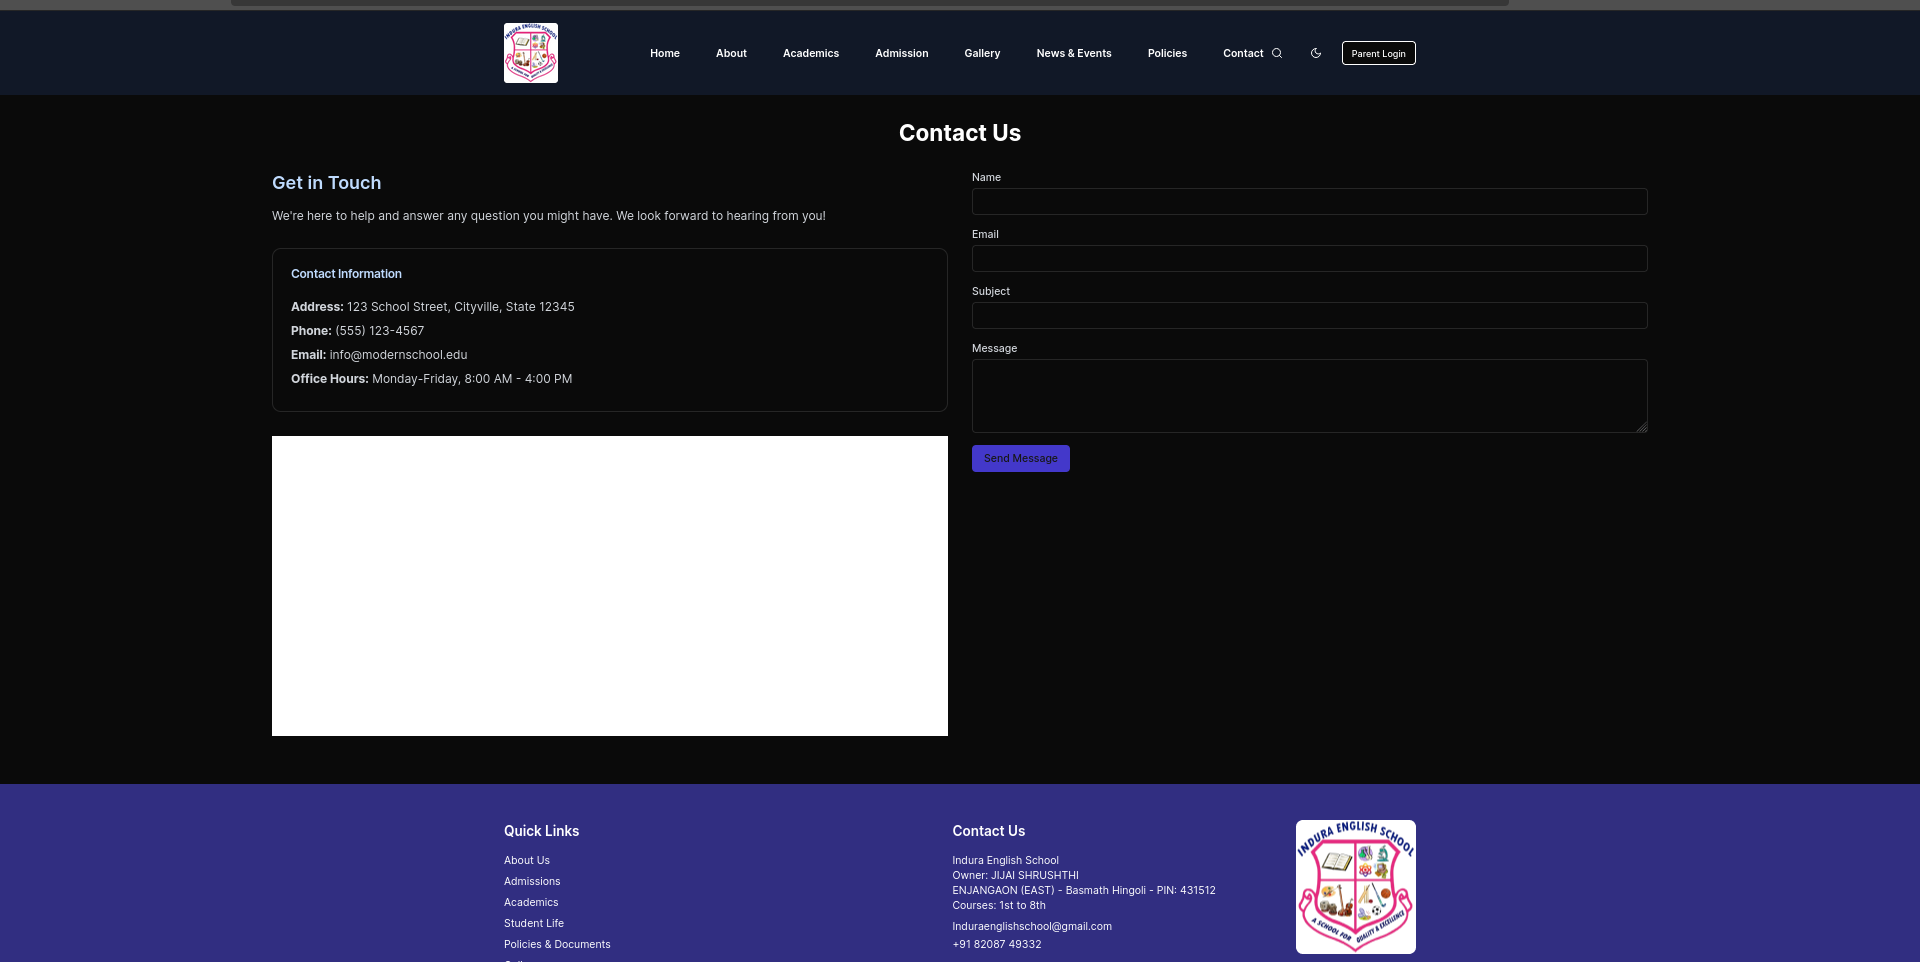 INDURA ENGLISH SCHOOL
Home
About
Academics
Admission
Gallery
News & Events
Policies
Contact
Parent Login
Contact Us
Get in Touch
We're here to help and answer any question you might have. We look forward to hearing from you!
Contact Information
Address: 123 School Street, Cityville, State 12345
Phone: (555) 123-4567
Email: info@modernschool.edu
Office Hours: Monday-Friday, 8:00 AM - 4:00 PM
Name
Email
Subject
Message
Send Message
Quick Links
About Us
Admissions
Academics
Student Life
Policies & Documents
Contact Us
Indura English School
Owner: JIJAI SHRUSHTHI
ENJANGAON (EAST) - Basmath Hingoli - PIN: 431512
Courses: 1st to 8th
Induraenglishschool@gmail.com
+91 82087 49332
INDURA ENGLISH SCHOOL
A SCHOOL FOR QUALITY & EXCELLENCE